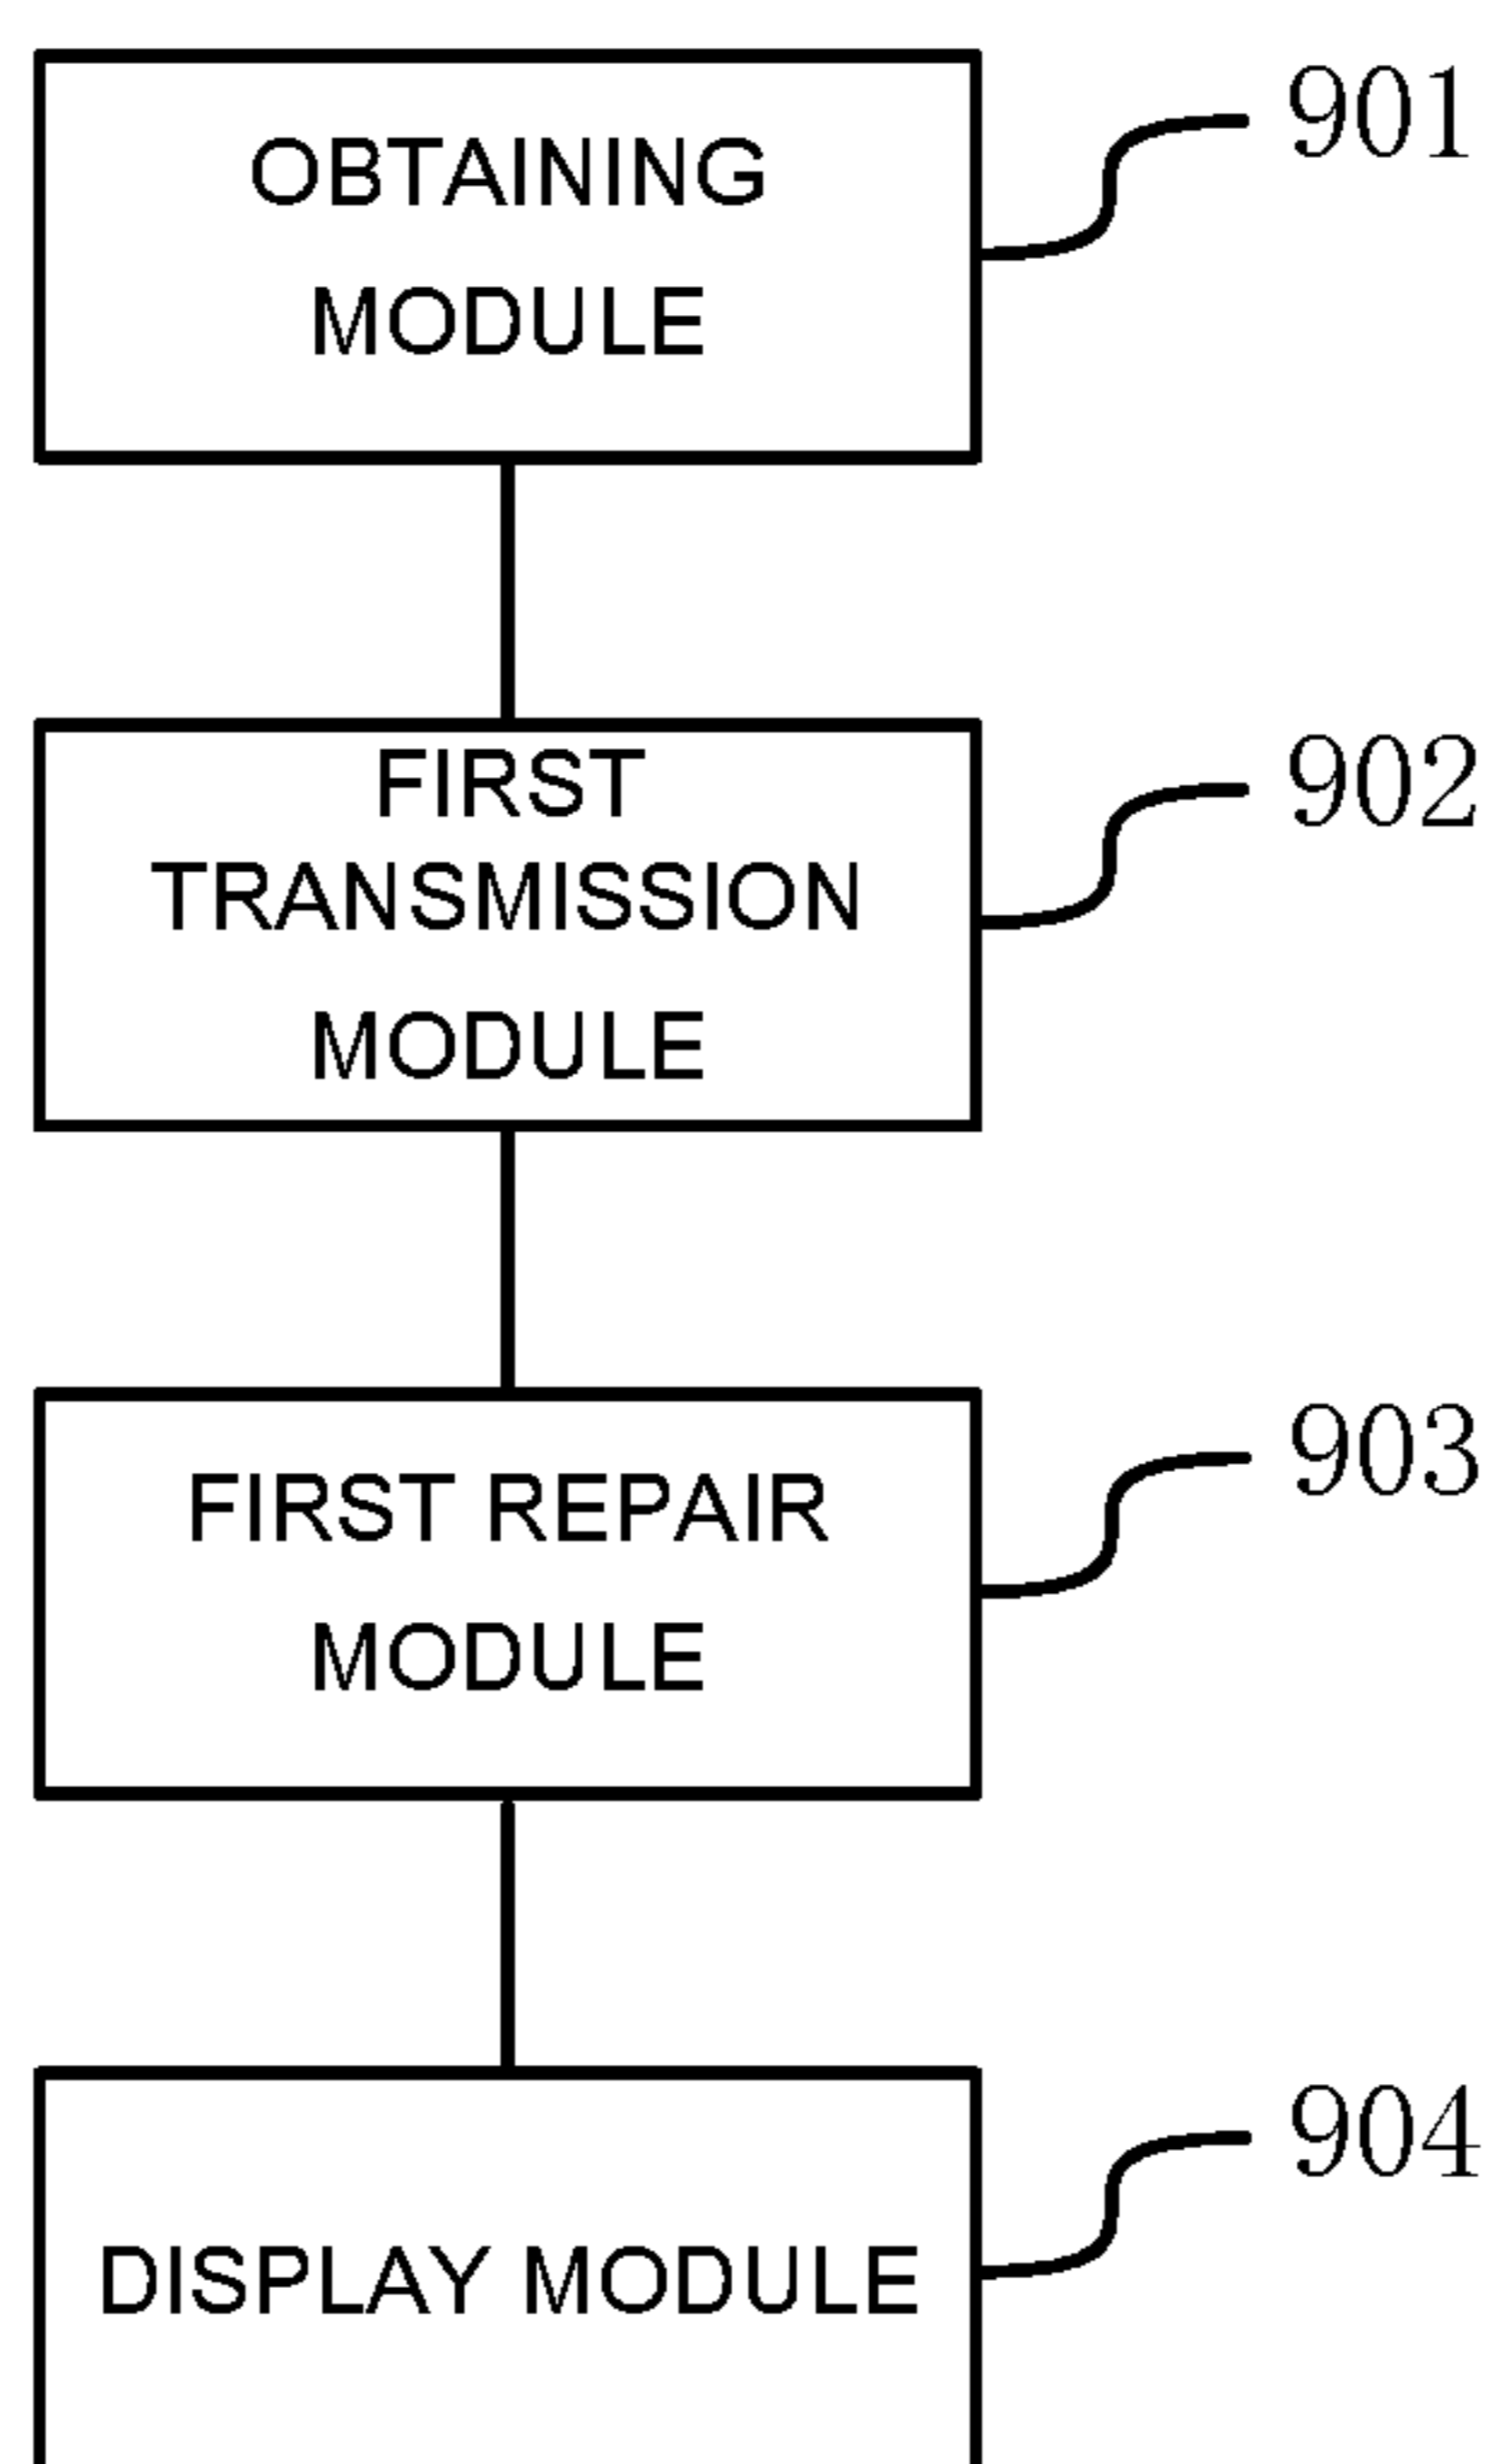 OBTAINING
MODULE
901
FIRST
TRANSMISSION
MODULE
902
FIRST REPAIR
MODULE
903
DISPLAY MODULE
904